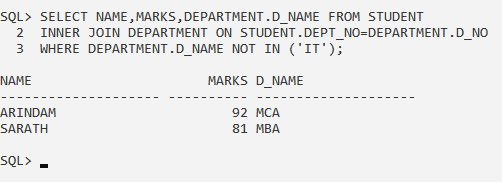 SQL> SELECT NAME,MARKS,DEPARTMENT.D_NAME FROM STUDENT
  2  INNER JOIN DEPARTMENT ON STUDENT.DEPT_NO=DEPARTMENT.D_NO
  3  WHERE DEPARTMENT.D_NAME NOT IN ('IT');
NAME                      MARKS D_NAME
-------------------- ---------- --------------------
ARINDAM                      92 MCA
SARATH                       81 MBA
SQL>